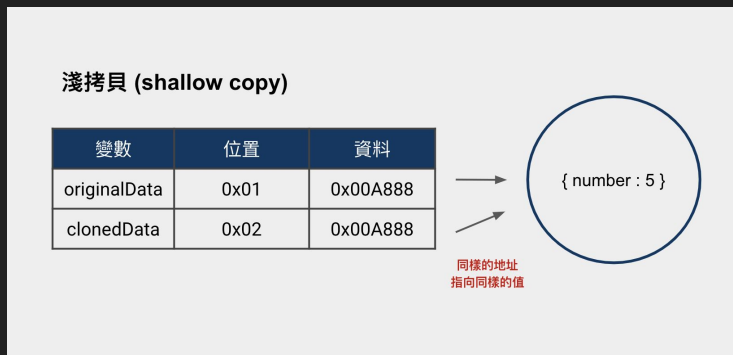 淺拷貝 (shallow copy)
變數 位置 資料
originalData 0x01 0x00A888
clonedData 0x02 0x00A888
{ number : 5 }
同樣的地址
指向同樣的值